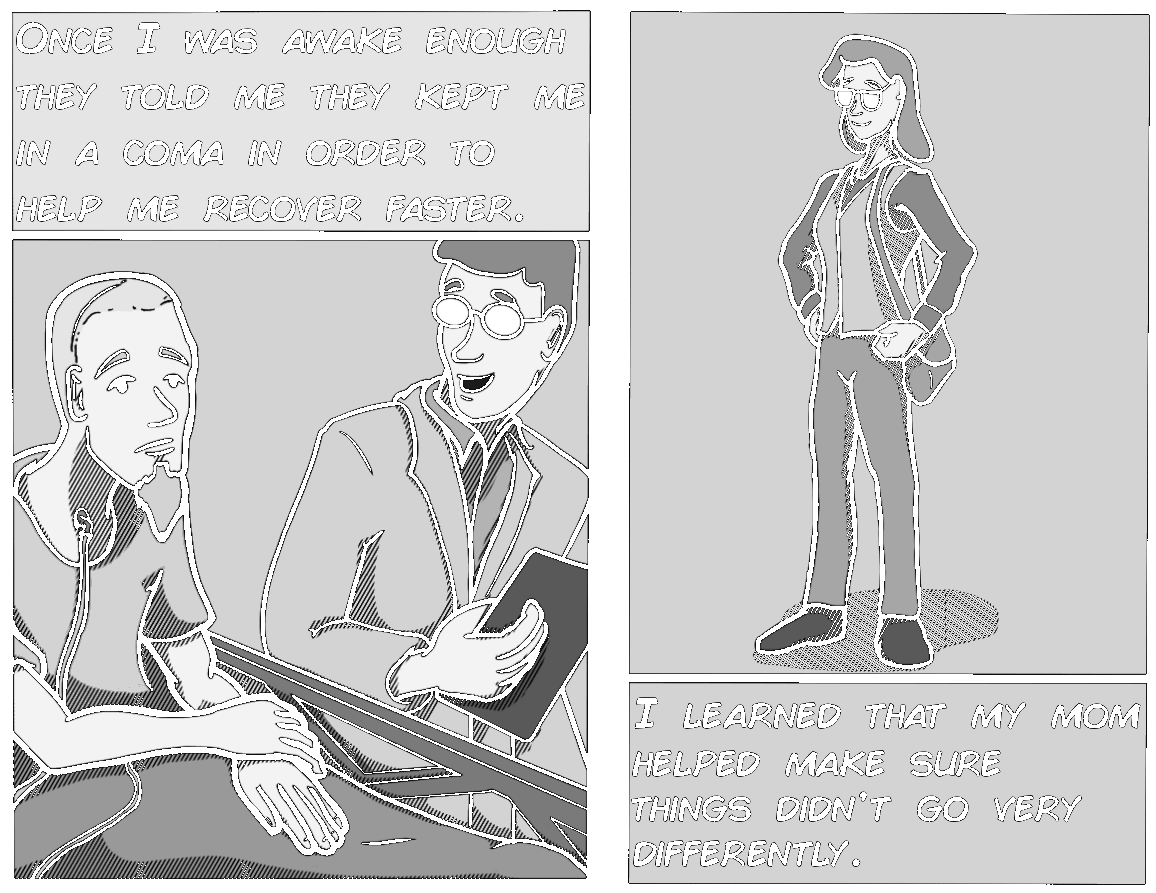 ONCE I WAS AWAKE ENOUGH
THEY TOLD ME THEY KEPT ME
IN A COMA IN ORDER TO
HELP ME RECOVER FASTER.
I LEARNED THAT MY MOM
HELPED MAKE SURE
THINGS DIDN'T GO VERY
DIFFERENTLY.